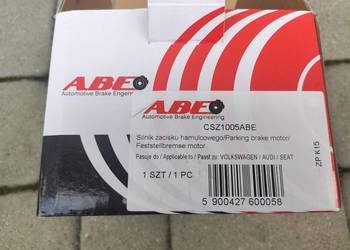 ABE
Automotive Brake Engineering
ABE
Automotive Brake Engineering
CSZ1005ABE
Silnik zacisku hamulcowego/Parking brake motor/
Feststellbremse motor
Pasuje do / Applicable to / Passt zu: VOLKSWAGEN / AUDI / SEAT
1 SZT / 1 PC
ZP K15
5 900427 600058